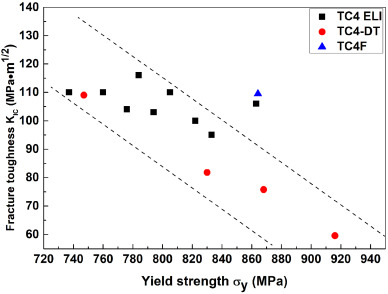 Fracture toughness K_IC (MPa•m^1/2)
140
130
120
110
100
90
80
70
60
TC4 ELI
TC4-DT
TC4F
720 740 760 780 800 820 840 860 880 900 920 940
Yield strength σ_y (MPa)